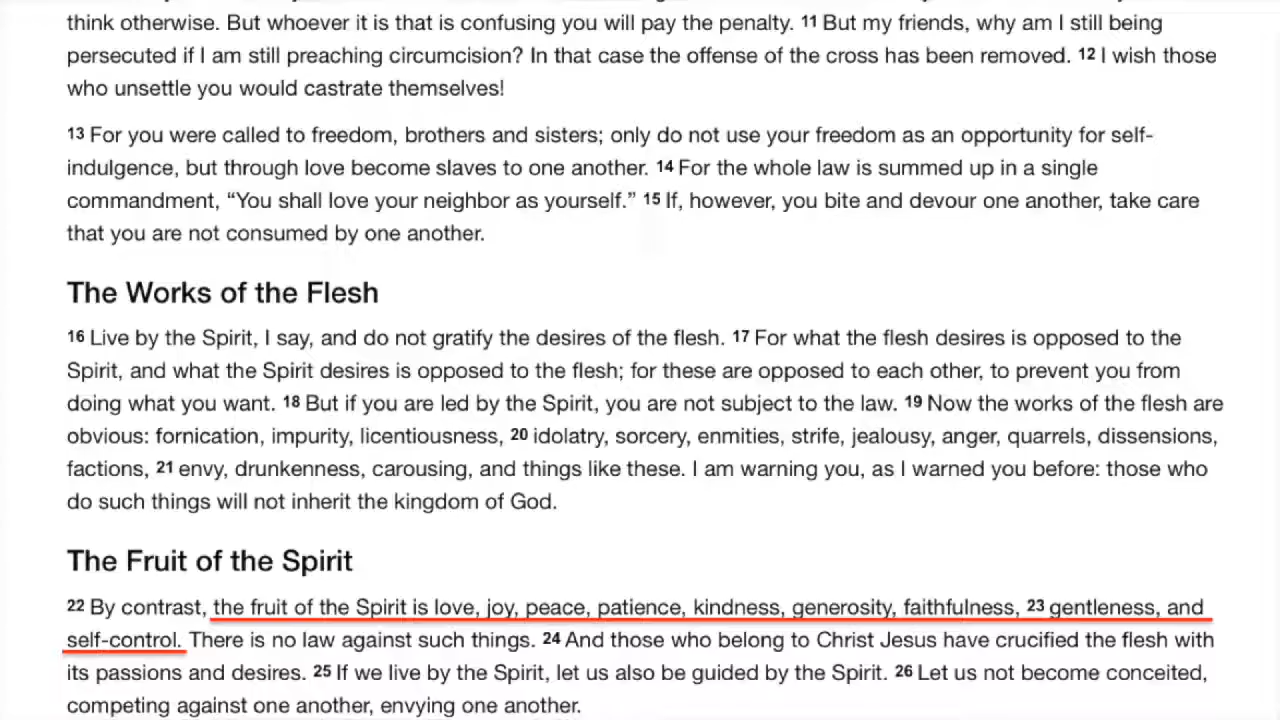 think otherwise. But whoever it is that is confusing you will pay the penalty. 11 But my friends, why am I still being
persecuted if I am still preaching circumcision? In that case the offense of the cross has been removed. 12 I wish those
who unsettle you would castrate themselves!
13 For you were called to freedom, brothers and sisters; only do not use your freedom as an opportunity for self-
indulgence, but through love become slaves to one another. 14 For the whole law is summed up in a single
commandment, “You shall love your neighbor as yourself.” 15 If, however, you bite and devour one another, take care
that you are not consumed by one another.
The Works of the Flesh
16 Live by the Spirit, I say, and do not gratify the desires of the flesh. 17 For what the flesh desires is opposed to the
Spirit, and what the Spirit desires is opposed to the flesh; for these are opposed to each other, to prevent you from
doing what you want. 18 But if you are led by the Spirit, you are not subject to the law. 19 Now the works of the flesh are
obvious: fornication, impurity, licentiousness, 20 idolatry, sorcery, enmities, strife, jealousy, anger, quarrels, dissensions,
factions, 21 envy, drunkenness, carousing, and things like these. I am warning you, as I warned you before: those who
do such things will not inherit the kingdom of God.
The Fruit of the Spirit
22 By contrast, the fruit of the Spirit is love, joy, peace, patience, kindness, generosity, faithfulness, 23 gentleness, and
self-control. There is no law against such things. 24 And those who belong to Christ Jesus have crucified the flesh with
its passions and desires. 25 If we live by the Spirit, let us also be guided by the Spirit. 26 Let us not become conceited,
competing against one another, envying one another.